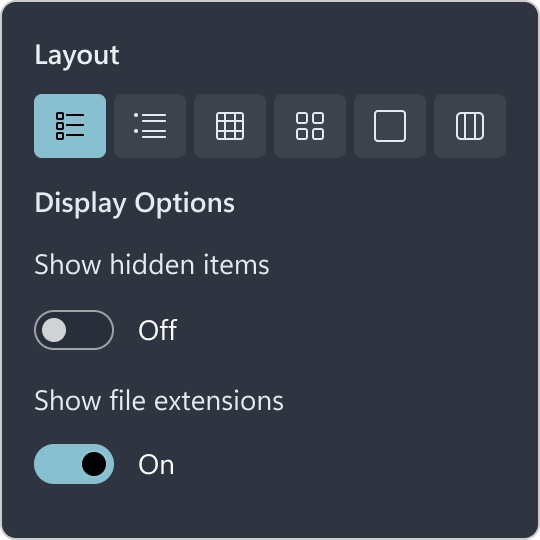 Layout
Display Options
Show hidden items
Off
Show file extensions
On